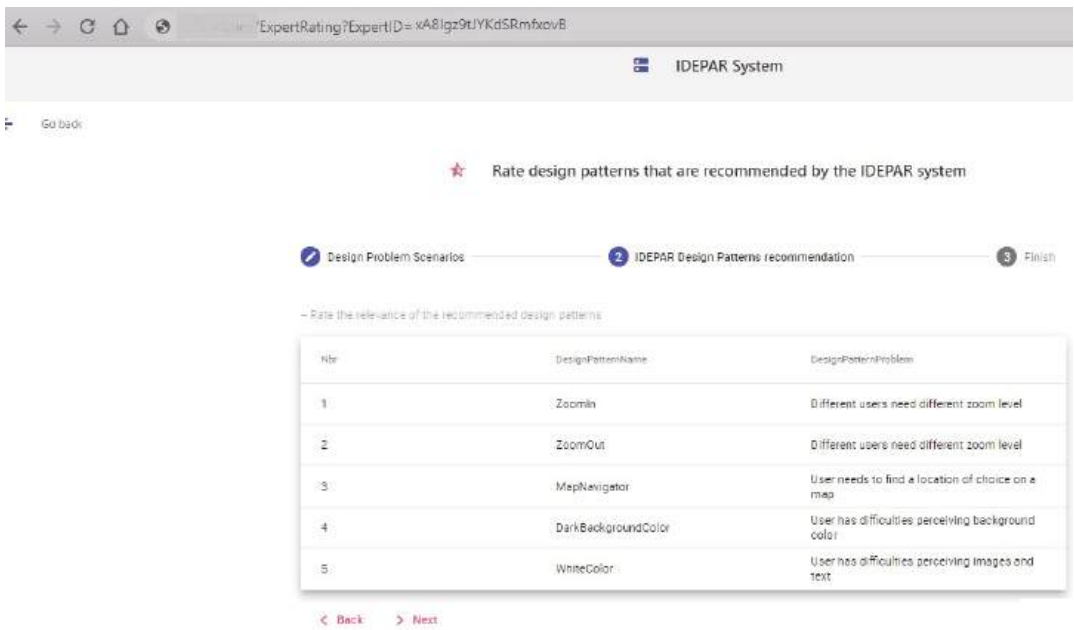 ExpertRating?ExpertID=
IDEPAR System
Go back
Rate design patterns that are recommended by the IDEPAR system
Design Problem Scenarios
2 IDEPAR Design Patterns recommendation
3 Finish
– Rate the relevance of the recommended design patterns
Nbr DesignPatternName DesignPatternProblem
1 ZoomIn Different users need different zoom level
2 ZoomOut Different users need different zoom level
3 MapNavigator User needs to find a location of choice on a
map
4 DarkBackgroundColor User has difficulties perceiving background
color
5 WhiteColor User has difficulties perceiving images and
text
Back Next